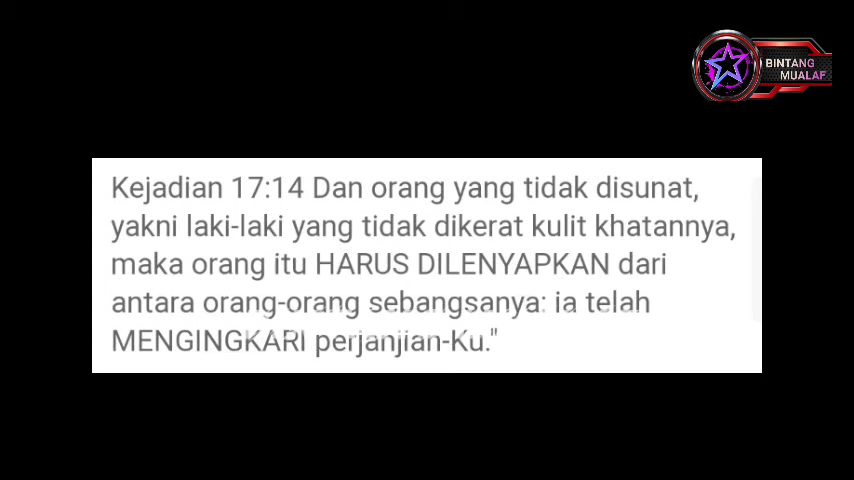 BINTANG
MUALAF
Kejadian 17:14 Dan orang yang tidak disunat,
yakni laki-laki yang tidak dikerat kulit khatannya,
maka orang itu HARUS DILENYAPKAN dari
antara orang-orang sebangsanya: ia telah
MENGINGKARI perjanjian-Ku."